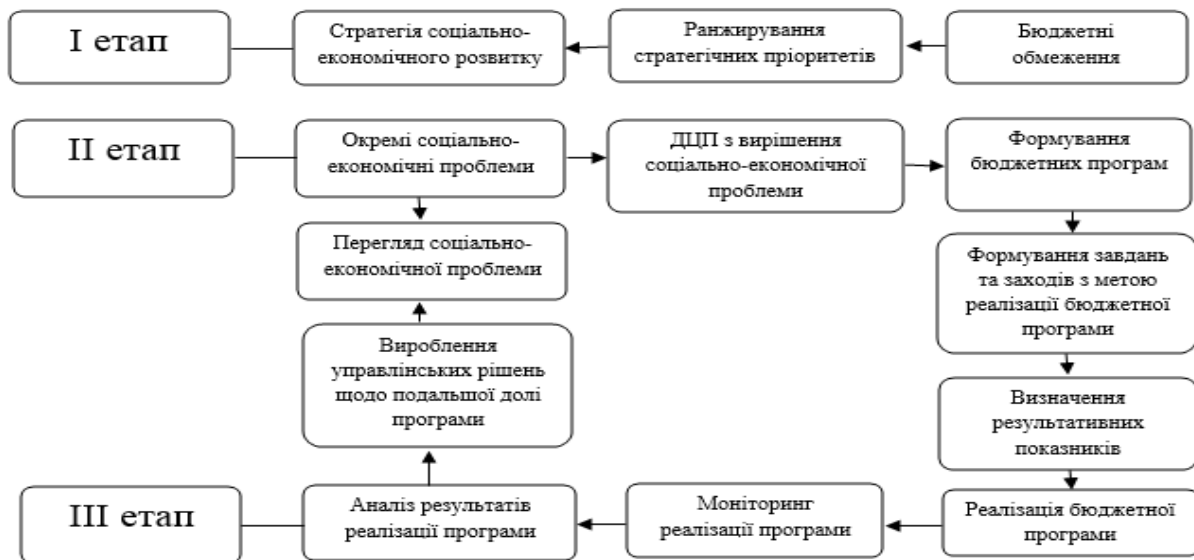 I етап
Стратегія соціально-
економічного розвитку
Ранжирування
стратегічних пріоритетів
Бюджетні
обмеження
II етап
Окремі соціально-
економічні проблеми
ДЦП з вирішення
соціально-економічної
проблеми
Формування
бюджетних програм
Перегляд соціально-
економічної проблеми
Формування завдань
та заходів з метою
реалізації бюджетної
програми
Вироблення
управлінських рішень
щодо подальшої долі
програми
Визначення
результативних
показників
III етап
Аналіз результатів
реалізації програми
Моніторинг
реалізації програми
Реалізація бюджетної
програми